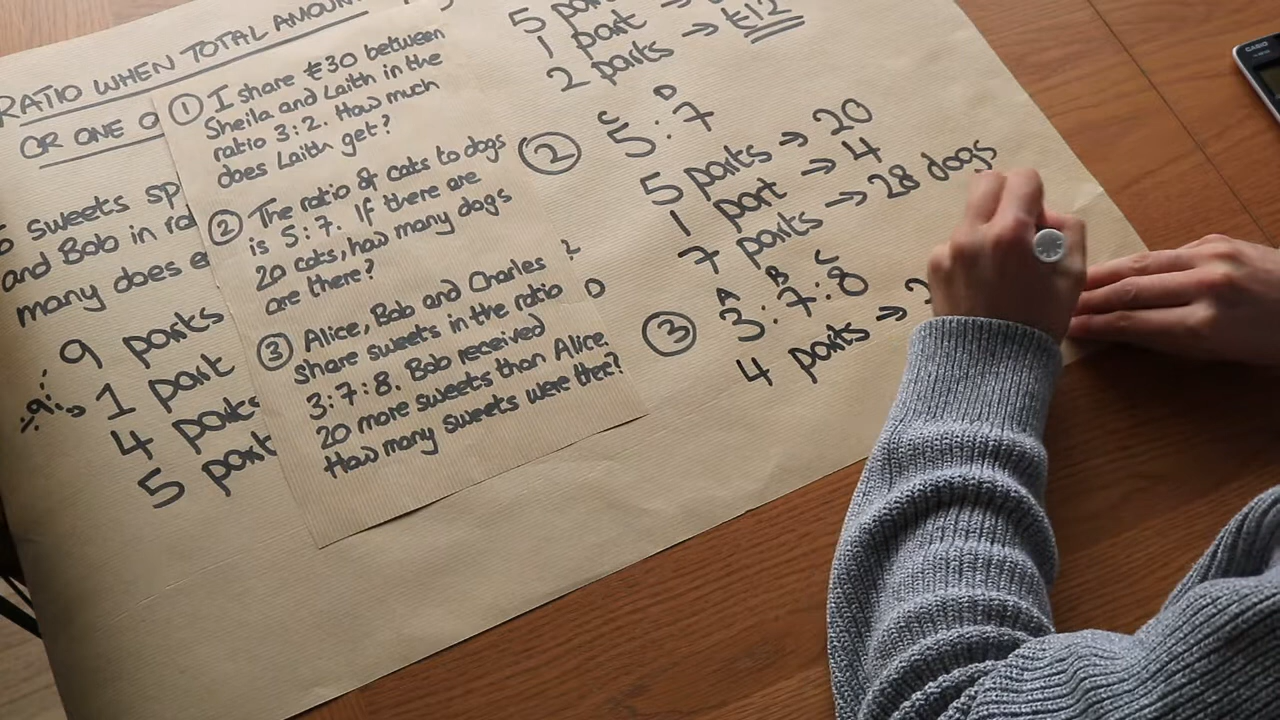 RATIO WHEN TOTAL AMOUNT
OR ONE
sweets
and Bob in
many does
9 parts
1 part
÷9
4 parts
5 part
① I share £30 between
Sheila and Laith in the
ratio 3:2. How much
does Laith get?
② The ratio of cats to dogs
is 5:7. If there are
20 cats, how many dogs
are there?
③ Alice, Bob and Charles
share sweets in the ratio
3:7:8. Bob received
20 more sweets than Alice.
How many sweets were there?
5
1 part →
2 parts → £12
② C D
5:7
5 parts → 20
1 part → 4
7 parts → 28 dogs
③ A B C
3:7:8
4 parts →
CASIO